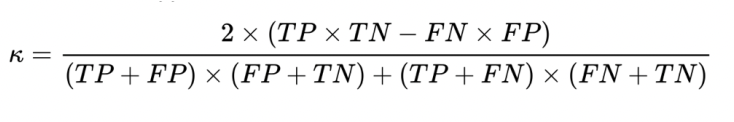 κ = 2 × (TP × TN − FN × FP) / (TP + FP) × (FP + TN) + (TP + FN) × (FN + TN)